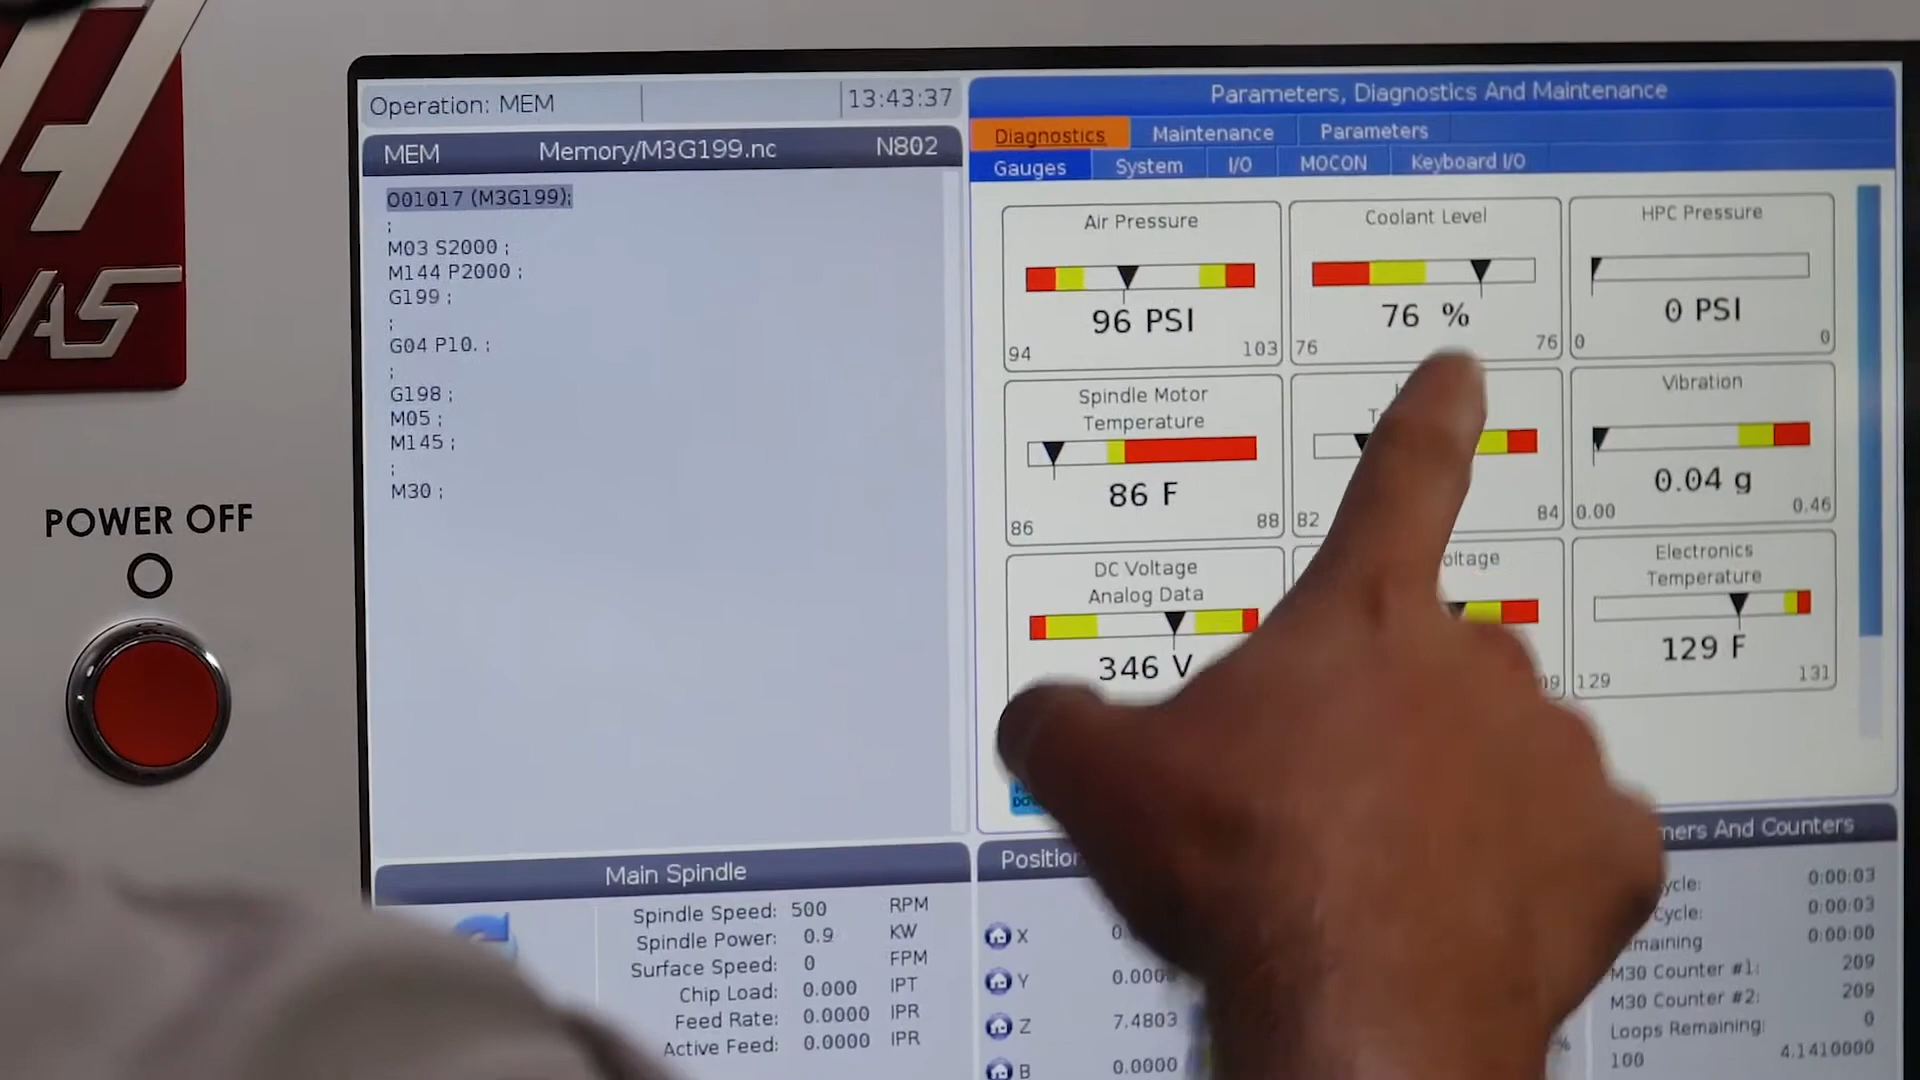 AS
POWER OFF
Operation: MEM
13:43:37
MEM Memory/M3G199.nc N802
O01017 (M3G199);
;
M03 S2000 ;
M144 P2000 ;
G199 ;
;
G04 P10. ;
;
G198 ;
M05 ;
M145 ;
;
M30 ;
Parameters, Diagnostics And Maintenance
Diagnostics Maintenance Parameters
Gauges System I/O MOCON Keyboard I/O
Air Pressure
96 PSI
94 103
Coolant Level
76 %
76 76
HPC Pressure
0 PSI
0 0
Spindle Motor
Temperature
86 F
86 88
82 84
Vibration
0.04 g
0.00 0.46
DC Voltage
Analog Data
346 V
oltage
09
Electronics
Temperature
129 F
129 131
Main Spindle
Spindle Speed: 500 RPM
Spindle Power: 0.9 KW
Surface Speed: 0 FPM
Chip Load: 0.000 IPT
Feed Rate: 0.0000 IPR
Active Feed: 0.0000 IPR
Position
X
Y 0.000
Z 7.4803
B 0.0000
mers And Counters
ycle: 0:00:03
Cycle: 0:00:03
emaining 0:00:00
M30 Counter #1: 209
M30 Counter #2: 209
Loops Remaining: 0
100 4.1410000